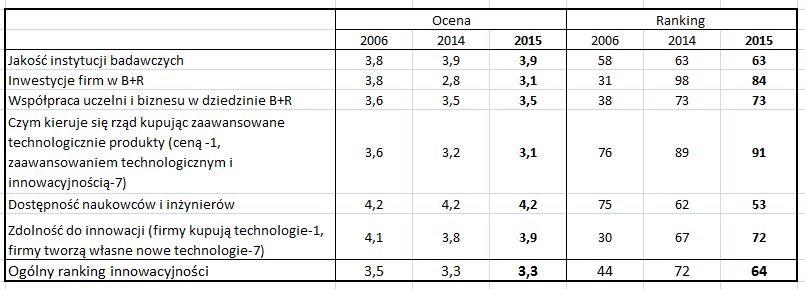 Ocena Ranking
2006 2014 2015 2006 2014 2015
Jakość instytucji badawczych 3,8 3,9 3,9 58 63 63
Inwestycje firm w B+R 3,8 2,8 3,1 31 98 84
Współpraca uczelni i biznesu w dziedzinie B+R 3,6 3,5 3,5 38 73 73
Czym kieruje się rząd kupując zaawansowane
technologicznie produkty (ceną -1,
zaawansowaniem technologicznym i
innowacyjnością-7) 3,6 3,2 3,1 76 89 91
Dostępność naukowców i inżynierów 4,2 4,2 4,2 75 62 53
Zdolność do innowacji (firmy kupują technologie-1,
firmy tworzą własne nowe technologie-7) 4,1 3,8 3,9 30 67 72
Ogólny ranking innowacyjności 3,5 3,3 3,3 44 72 64